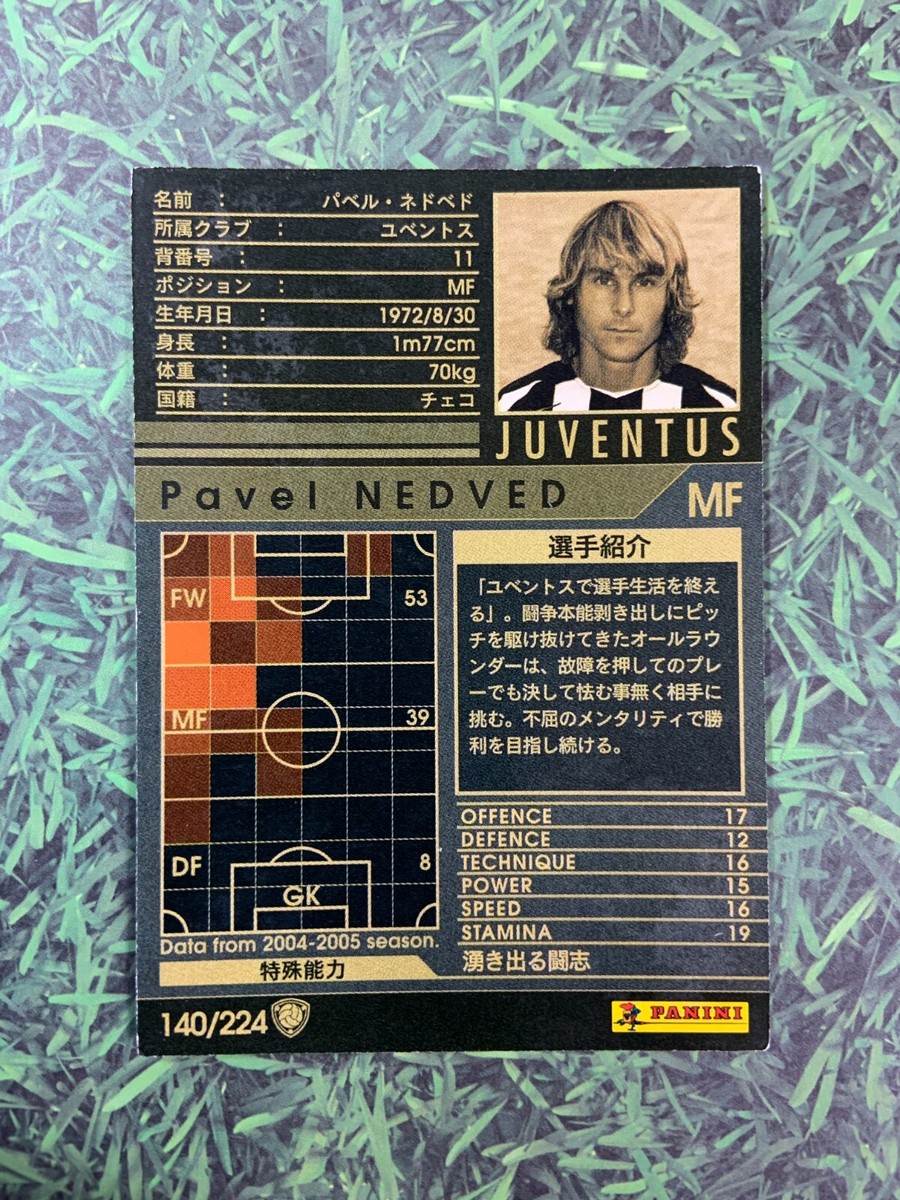 名前 : パベル・ネドベド
所属クラブ : ユベントス
背番号 : 11
ポジション : MF
生年月日 : 1972/8/30
身長 : 1m77cm
体重 : 70kg
国籍 : チェコ
JUVENTUS
Pavel NEDVED MF
FW 53
MF 39
DF 8
GK
Data from 2004-2005 season.
選手紹介
「ユベントスで選手生活を終え
る」。闘争本能剥き出しにピッ
チを駆け抜けてきたオールラウ
ンダーは、故障を押してのプレ
ーでも決して怯む事無く相手に
挑む。不屈のメンタリティで勝
利を目指し続ける。
OFFENCE 17
DEFENCE 12
TECHNIQUE 16
POWER 15
SPEED 16
STAMINA 19
特殊能力 湧き出る闘志
140/224
PANINI